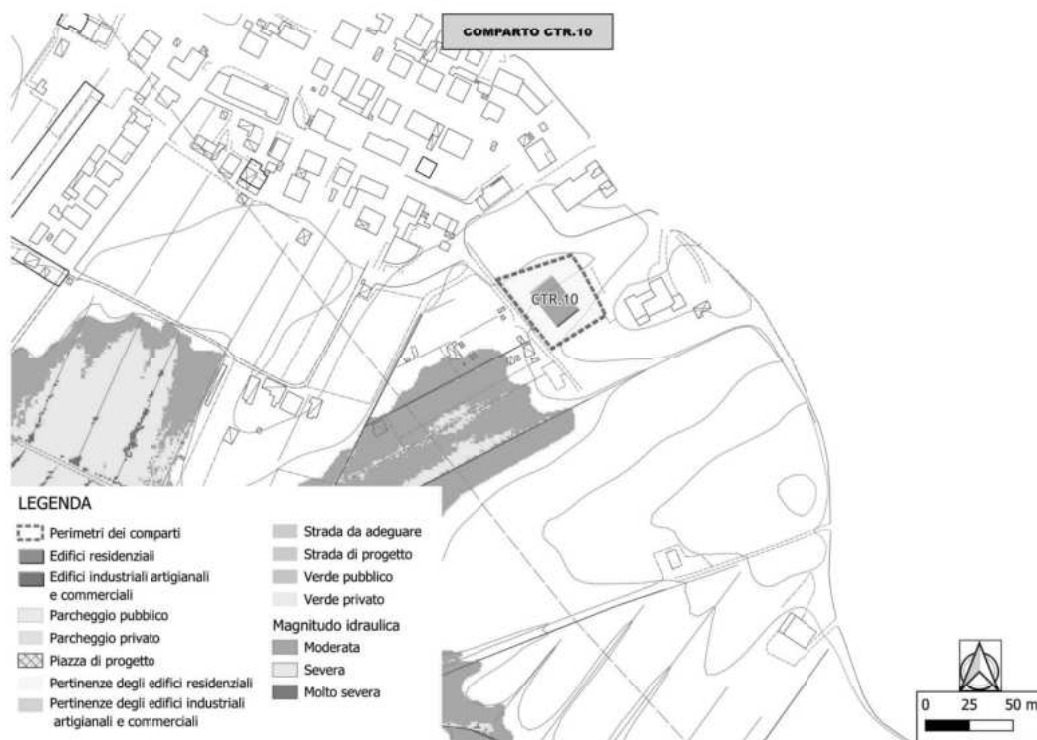 COMPARTO CTR.10
CTR.10
LEGENDA
Perimetri dei comparti
Edifici residenziali
Edifici industriali artigianali
e commerciali
Parcheggio pubbico
Parcheggio privato
Piazza di progetto
Pertinenze degli edifici residenziali
Pertinenze degli edifici industriali
artigianali e commerciali
Strada da adeguare
Strada di progetto
Verde pubblico
Verde privato
Magnitudo idraulica
Moderata
Severa
Molto severa
0 25 50 m